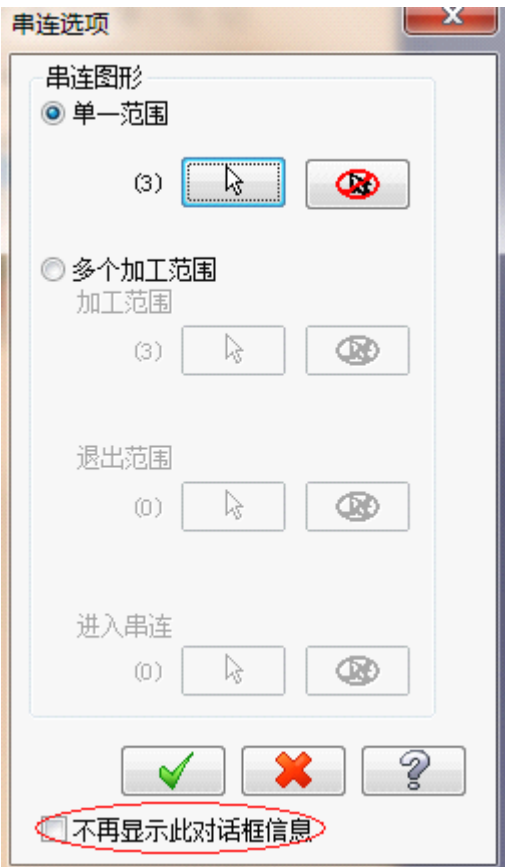 串连选项
串连图形
单一范围
(3)
多个加工范围
加工范围
(3)
退出范围
(0)
进入串连
(0)
不再显示此对话框信息